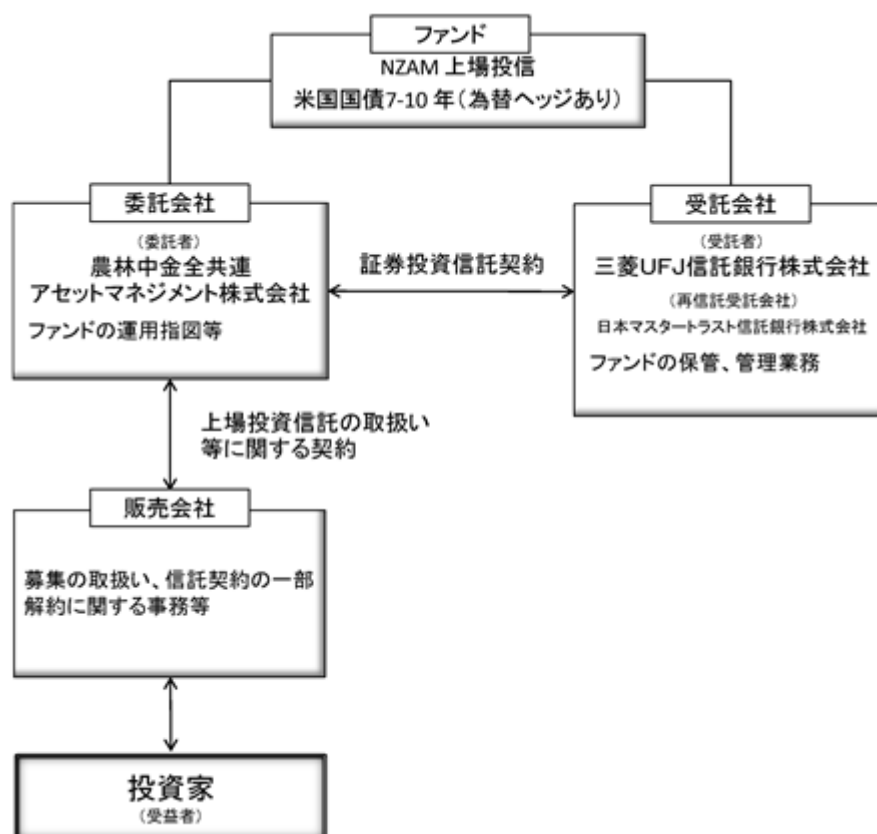 ファンド
NZAM 上場投信
米国国債7-10 年（為替ヘッジあり）
委託会社
（委託者）
農林中金全共連
アセットマネジメント株式会社
ファンドの運用指図等
証券投資信託契約
受託会社
（受託者）
三菱ＵＦＪ信託銀行株式会社
（再信託受託会社）
日本マスタートラスト信託銀行株式会社
ファンドの保管、管理業務
上場投資信託の取扱い
等に関する契約
販売会社
募集の取扱い、信託契約の一部
解約に関する事務等
投資家
（受益者）